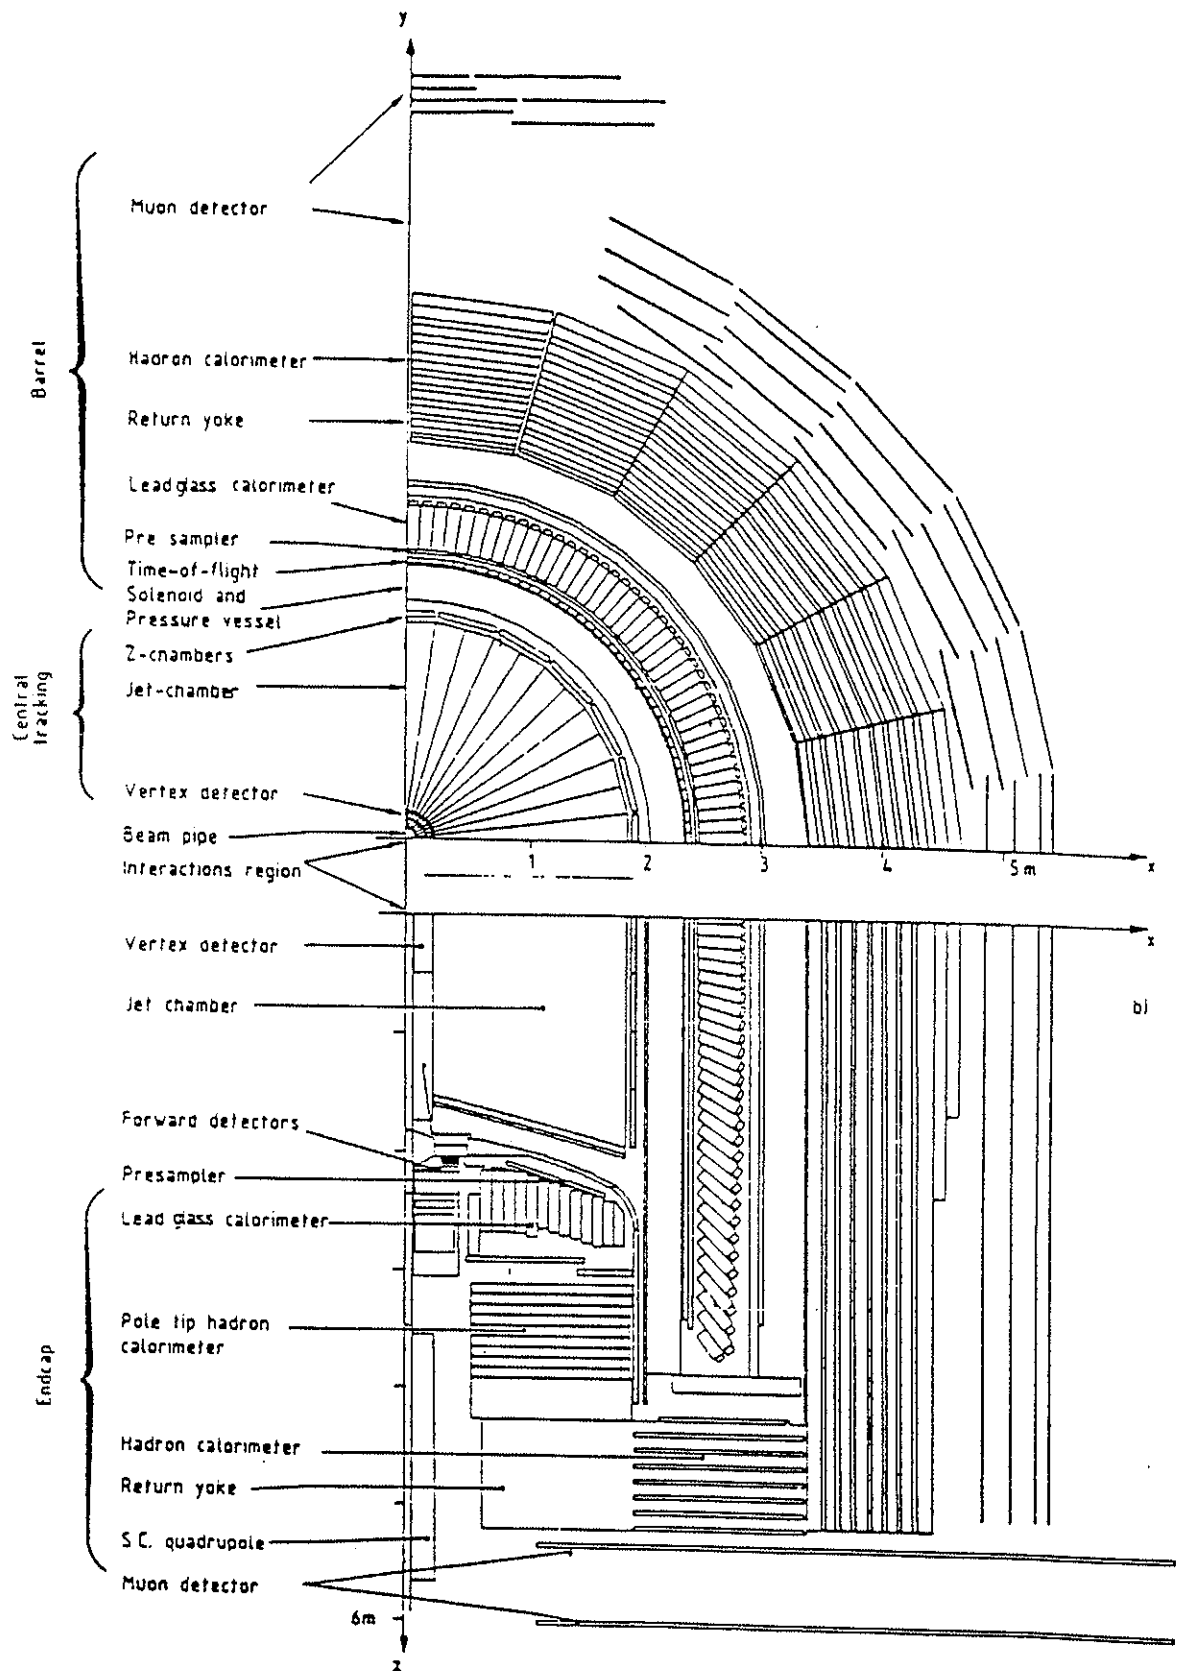 y
Muon detector
Barrel
Hadron calorimeter
Return yoke
Lead glass calorimeter
Pre sampler
Time-of-flight
Solenoid and
Pressure vessel
Z-chambers
Central
tracking
Jet-chamber
Vertex detector
Beam pipe
Interactions region
1
2
3
4
5 m
x
Vertex detector
x
Jet chamber
b)
Forward detectors
Presampler
Lead glass calorimeter
Pole tip hadron
calorimeter
Endcap
Hadron calorimeter
Return yoke
S.C. quadrupole
Muon detector
6m
z